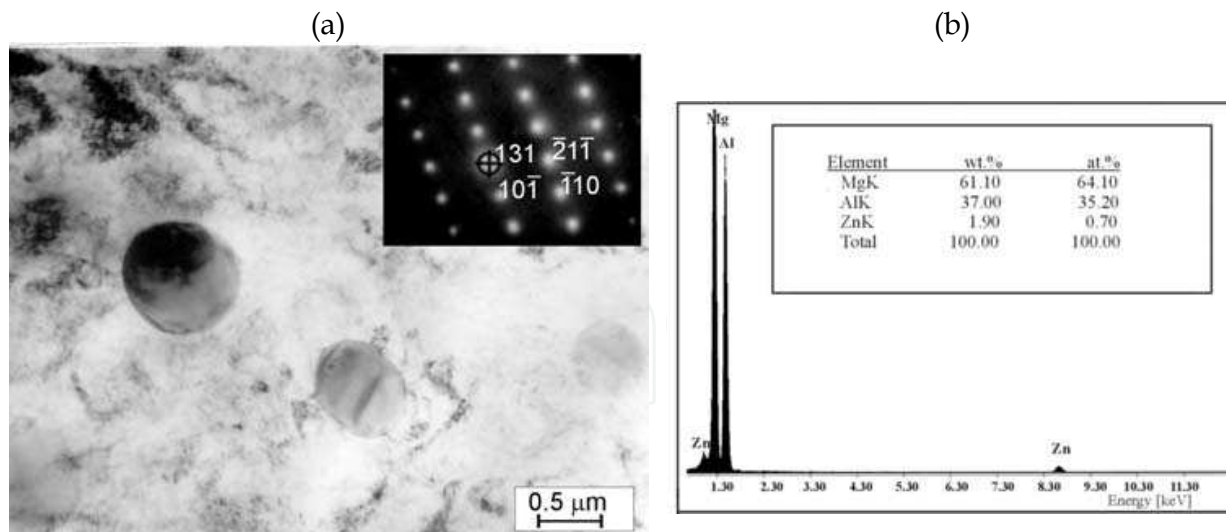 (a)
(b)
131 2̅11̅
101̅ 1̅10
0.5 μm
Mg
Al
Element wt.% at.%
MgK 61.10 64.10
AlK 37.00 35.20
ZnK 1.90 0.70
Total 100.00 100.00
Zn
Zn
1.30 2.30 3.30 4.30 5.30 6.30 7.30 8.30 9.30 10.30 11.30
Energy [keV]